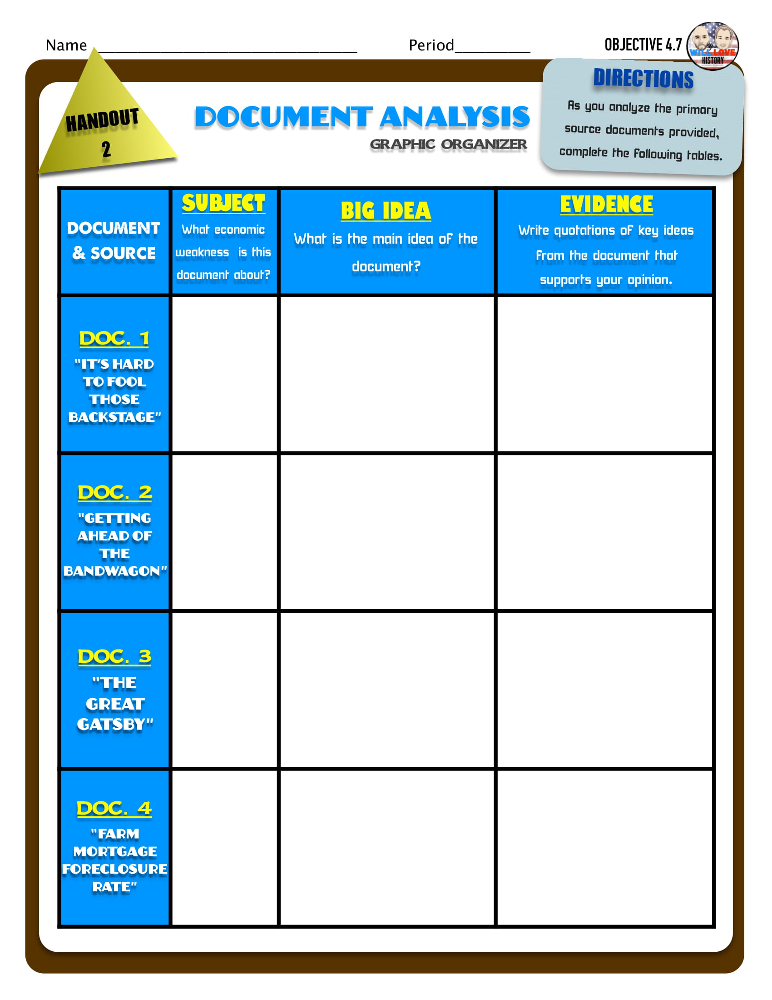 Name ____________________ Period__________ OBJECTIVE 4.7
You
WILL LOVE
HISTORY
HANDOUT
2
DOCUMENT ANALYSIS
GRAPHIC ORGANIZER
DIRECTIONS
As you analyze the primary
source documents provided,
complete the following tables.
DOCUMENT
& SOURCE
SUBJECT
What economic
weakness is this
document about?
BIG IDEA
What is the main idea of the
document?
EVIDENCE
Write quotations of key ideas
from the document that
supports your opinion.
DOC. 1
"IT'S HARD
TO FOOL
THOSE
BACKSTAGE"
DOC. 2
"GETTING
AHEAD OF
THE
BANDWAGON"
DOC. 3
"THE
GREAT
GATSBY"
DOC. 4
"FARM
MORTGAGE
FORECLOSURE
RATE"